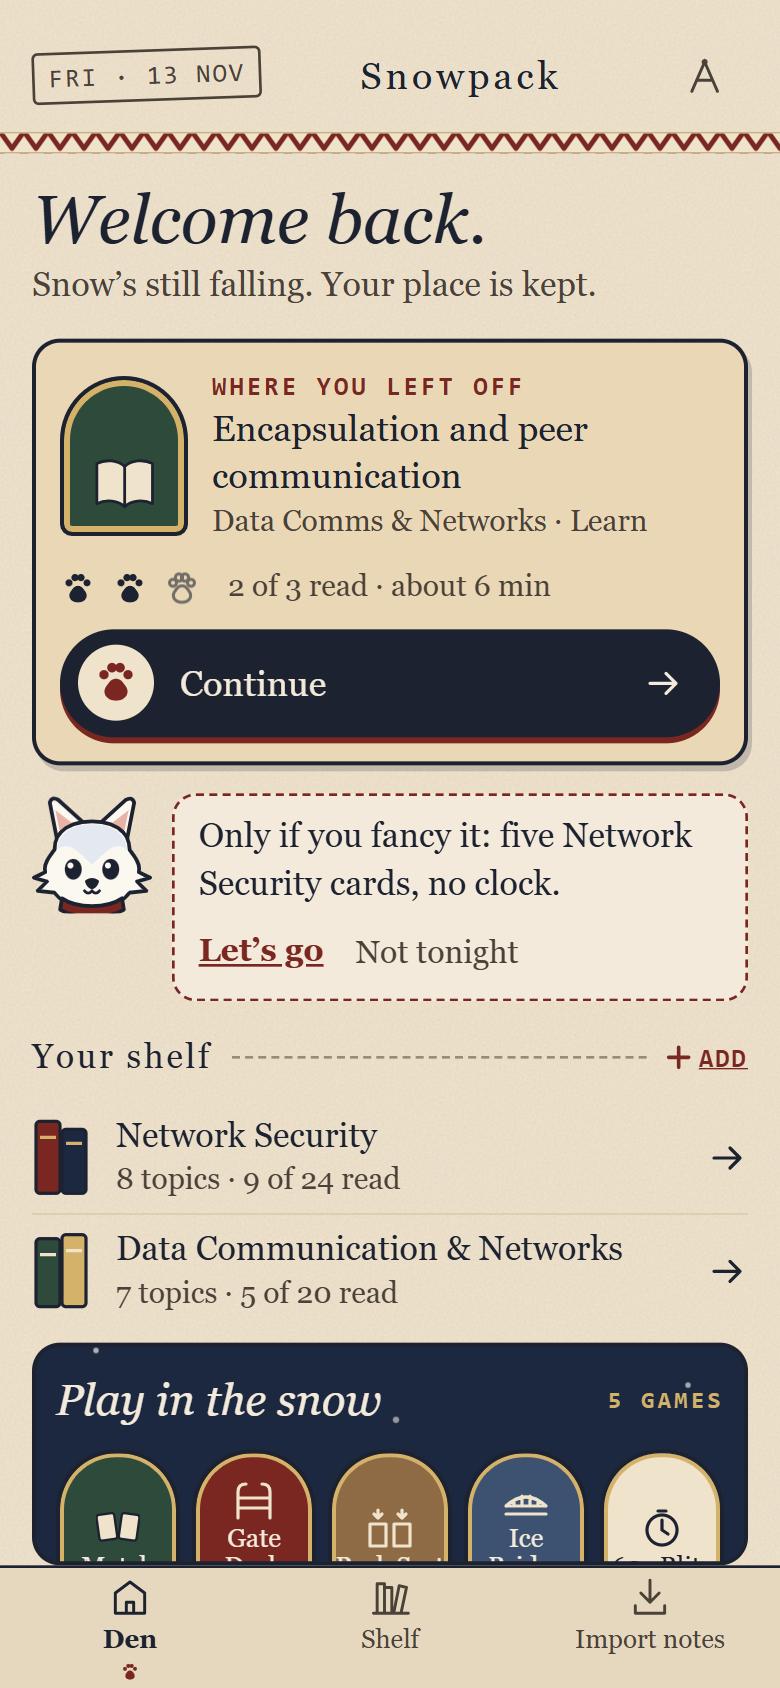 FRI · 13 NOV
Snowpack
Welcome back.
Snow’s still falling. Your place is kept.
WHERE YOU LEFT OFF
Encapsulation and peer
communication
Data Comms & Networks · Learn
2 of 3 read · about 6 min
Continue
Only if you fancy it: five Network
Security cards, no clock.
Let’s go Not tonight
Your shelf
ADD
Network Security
8 topics · 9 of 24 read
Data Communication & Networks
7 topics · 5 of 20 read
Play in the snow
5 GAMES
Gate
Ice
Den
Shelf
Import notes